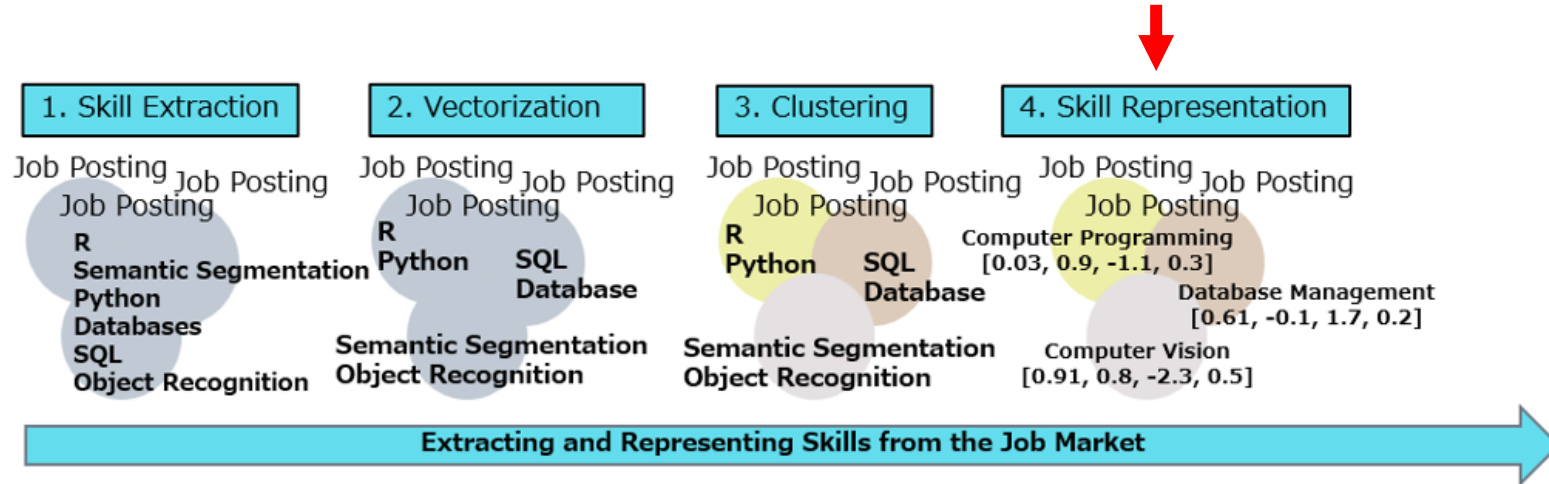 1. Skill Extraction
Job Posting
Job Posting
Job Posting
R
Semantic Segmentation
Python
Databases
SQL
Object Recognition
2. Vectorization
Job Posting
Job Posting
Job Posting
R
Python
SQL
Database
Semantic Segmentation
Object Recognition
3. Clustering
Job Posting
Job Posting
Job Posting
R
Python
SQL
Database
Semantic Segmentation
Object Recognition
4. Skill Representation
Job Posting
Job Posting
Job Posting
Computer Programming
[0.03, 0.9, -1.1, 0.3]
Database Management
[0.61, -0.1, 1.7, 0.2]
Computer Vision
[0.91, 0.8, -2.3, 0.5]
Extracting and Representing Skills from the Job Market